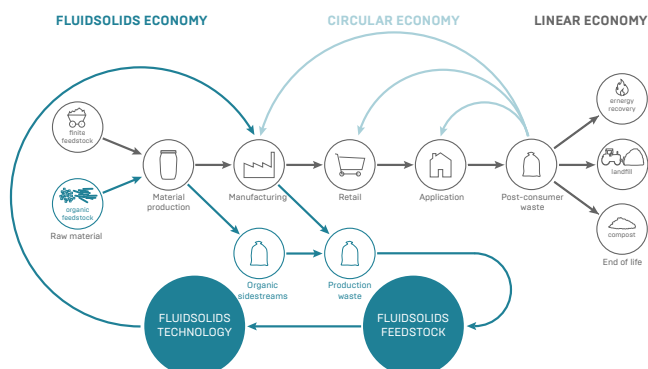 FLUIDSOLIDS ECONOMY
CIRCULAR ECONOMY
LINEAR ECONOMY
finite
feedstock
organic
feedstock
Raw material
Material
production
Manufacturing
Retail
Application
Post-consumer
waste
ernergy
recovery
landfill
compost
End of life
Organic
sidestreams
Production
waste
FLUIDSOLIDS
TECHNOLOGY
FLUIDSOLIDS
FEEDSTOCK